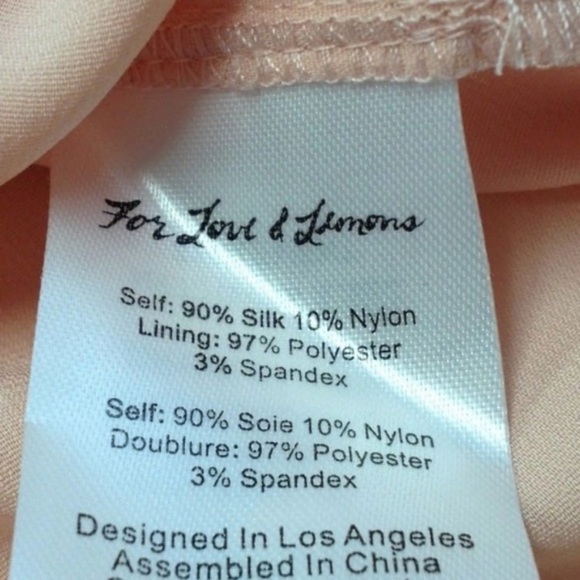 For Love & Lemons
Self: 90% Silk 10% Nylon
Lining: 97% Polyester
3% Spandex
Self: 90% Soie 10% Nylon
Doublure: 97% Polyester
3% Spandex
Designed In Los Angeles
Assembled In China